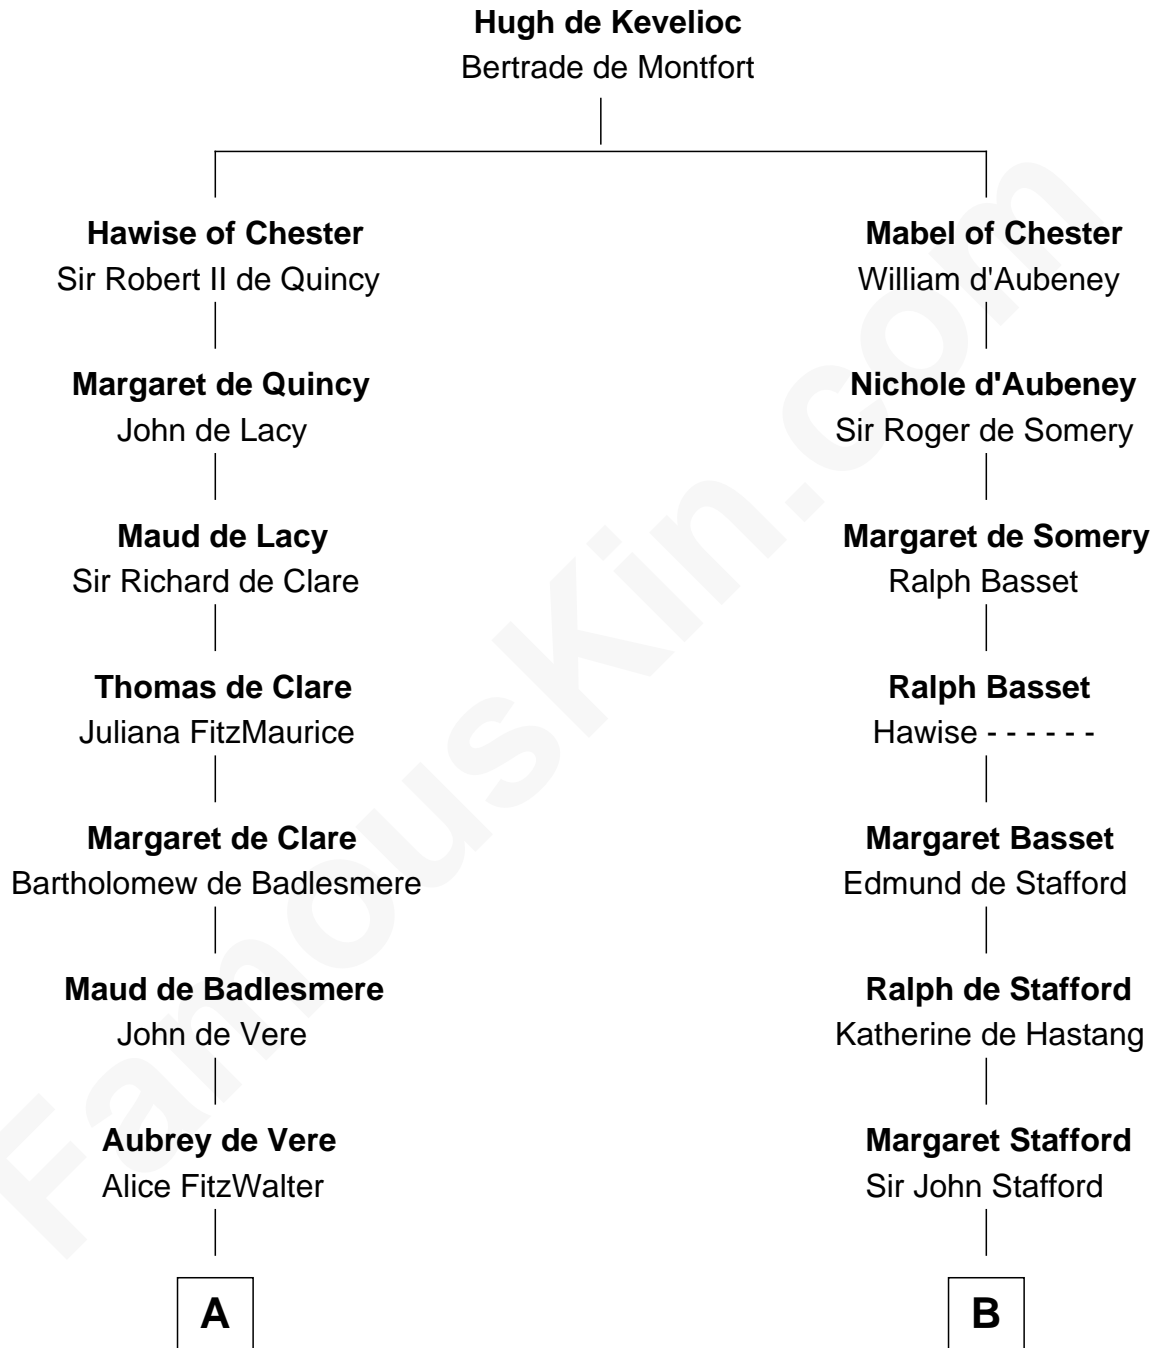 Hugh de Kevelioc
Bertrade de Montfort
Hawise of Chester
Sir Robert II de Quincy
Mabel of Chester
William d'Aubeney
Margaret de Quincy
John de Lacy
Nichole d'Aubeney
Sir Roger de Somery
Maud de Lacy
Sir Richard de Clare
Margaret de Somery
Ralph Basset
Thomas de Clare
Juliana FitzMaurice
Ralph Basset
Hawise - - - - - -
Margaret de Clare
Bartholomew de Badlesmere
Margaret Basset
Edmund de Stafford
Maud de Badlesmere
John de Vere
Ralph de Stafford
Katherine de Hastang
Aubrey de Vere
Alice FitzWalter
Margaret Stafford
Sir John Stafford
A
B
FamousKin.com